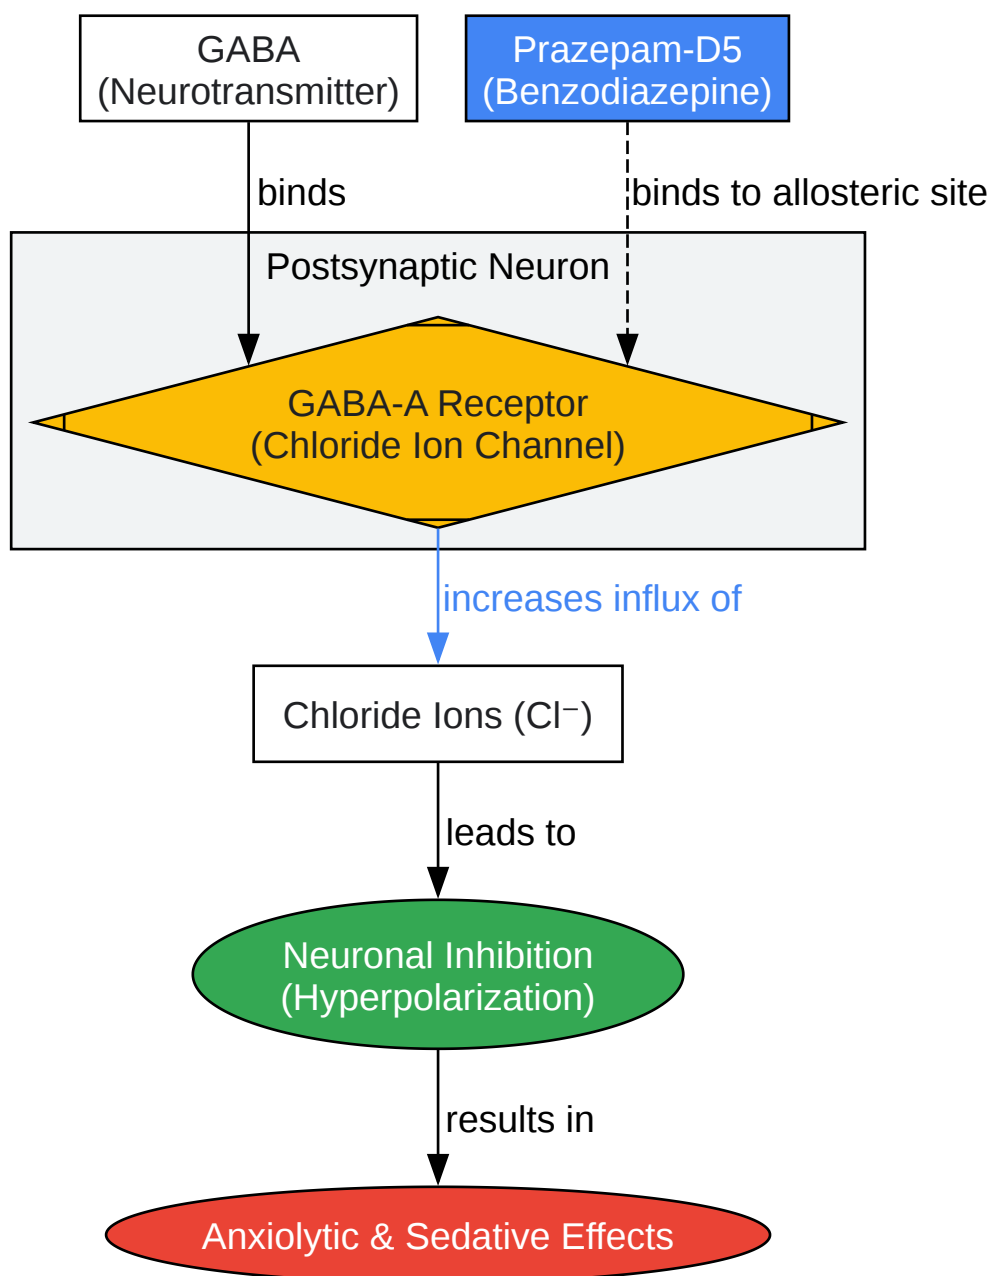 GABA
(Neurotransmitter)
Prazepam-D5
(Benzodiazepine)
binds
binds to allosteric site
Postsynaptic Neuron
GABA-A Receptor
(Chloride Ion Channel)
increases influx of
Chloride Ions (Cl⁻)
leads to
Neuronal Inhibition
(Hyperpolarization)
results in
Anxiolytic & Sedative Effects